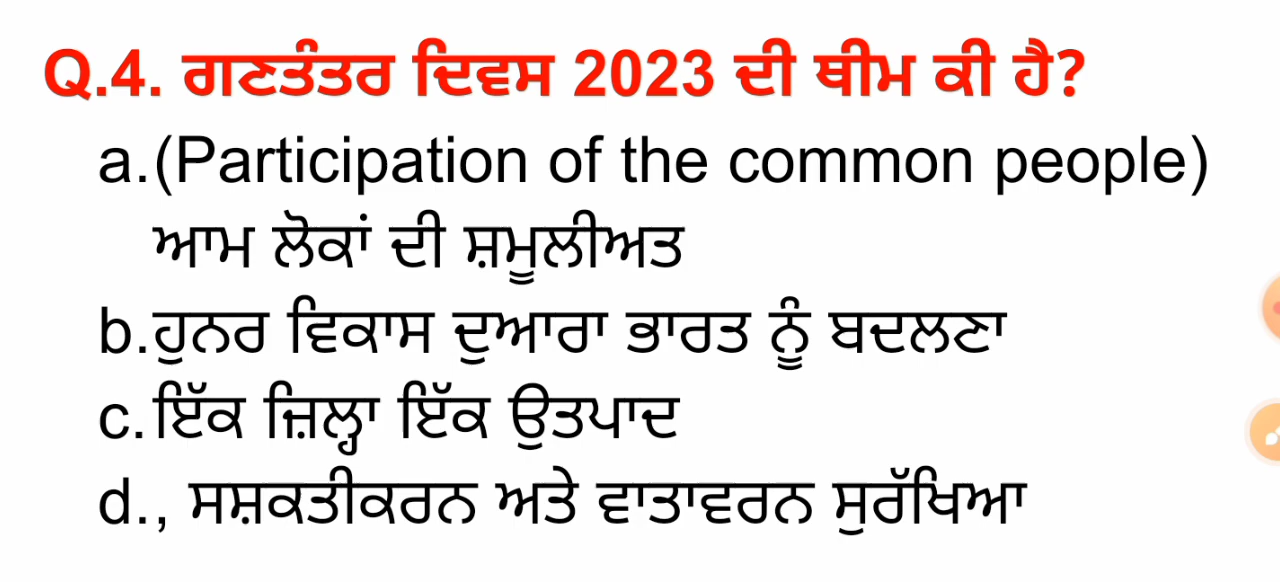 Q.4. ਗਣਤੰਤਰ ਦਿਵਸ 2023 ਦੀ ਥੀਮ ਕੀ ਹੈ?
a.(Participation of the common people)
ਆਮ ਲੋਕਾਂ ਦੀ ਸ਼ਮੂਲੀਅਤ
b.ਹੁਨਰ ਵਿਕਾਸ ਦੁਆਰਾ ਭਾਰਤ ਨੂੰ ਬਦਲਣਾ
c.ਇੱਕ ਜ਼ਿਲ੍ਹਾ ਇੱਕ ਉਤਪਾਦ
d., ਸਸ਼ਕਤੀਕਰਨ ਅਤੇ ਵਾਤਾਵਰਨ ਸੁਰੱਖਿਆ